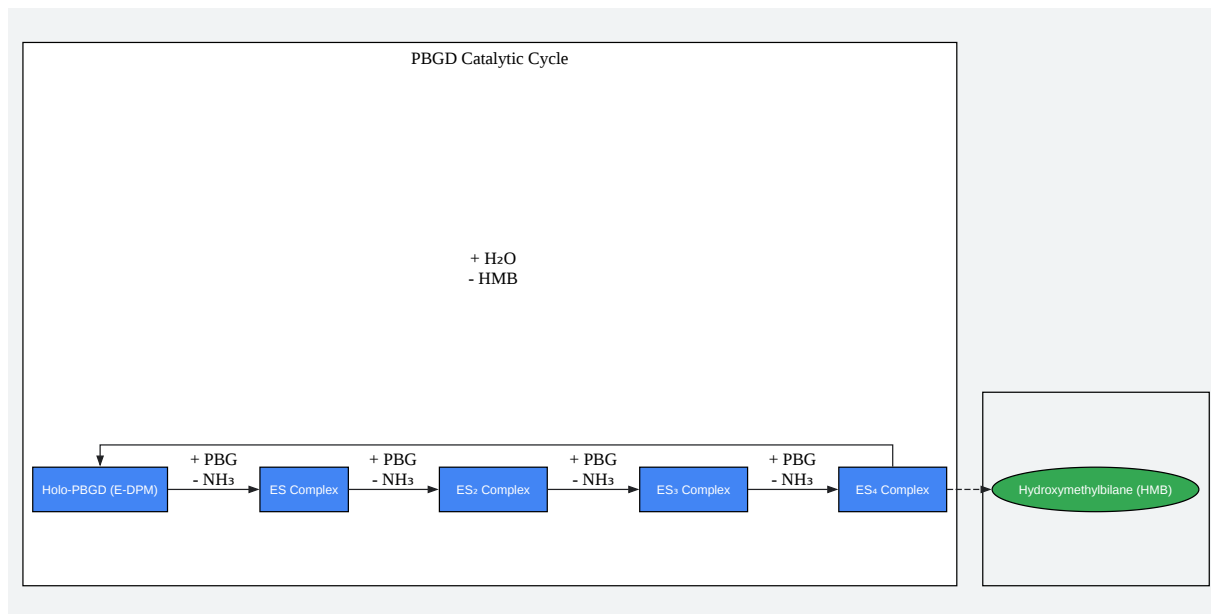 PBGD Catalytic Cycle
+ H₂O
- HMB
+ PBG
- NH₃
+ PBG
- NH₃
+ PBG
- NH₃
+ PBG
- NH₃
Holo-PBGD (E-DPM)
ES Complex
ES₂ Complex
ES₃ Complex
ES₄ Complex
Hydroxymethylbilane (HMB)